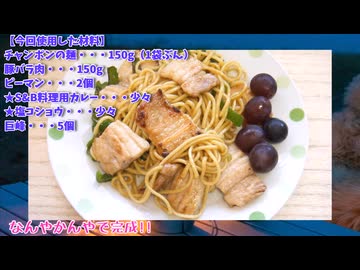 【今回使用した材料】
チャンポンの麺・・・150g（1袋ぶん）
豚バラ肉・・・150g
ピーマン・・・2個
★S&B料理用カレー・・・少々
★塩コショウ・・・少々
巨峰・・・5個
なんやかんやで完成!!